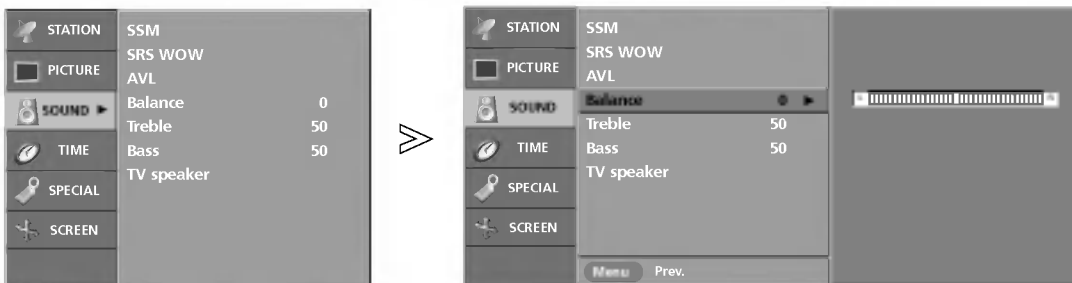 STATION
PICTURE
SOUND
TIME
SPECIAL
SCREEN
SSM
SRS WOW
AVL
Balance 0
Treble 50
Bass 50
TV speaker
STATION
PICTURE
SOUND
TIME
SPECIAL
SCREEN
SSM
SRS WOW
AVL
Balance 0
Treble 50
Bass 50
TV speaker
Menu Prev.